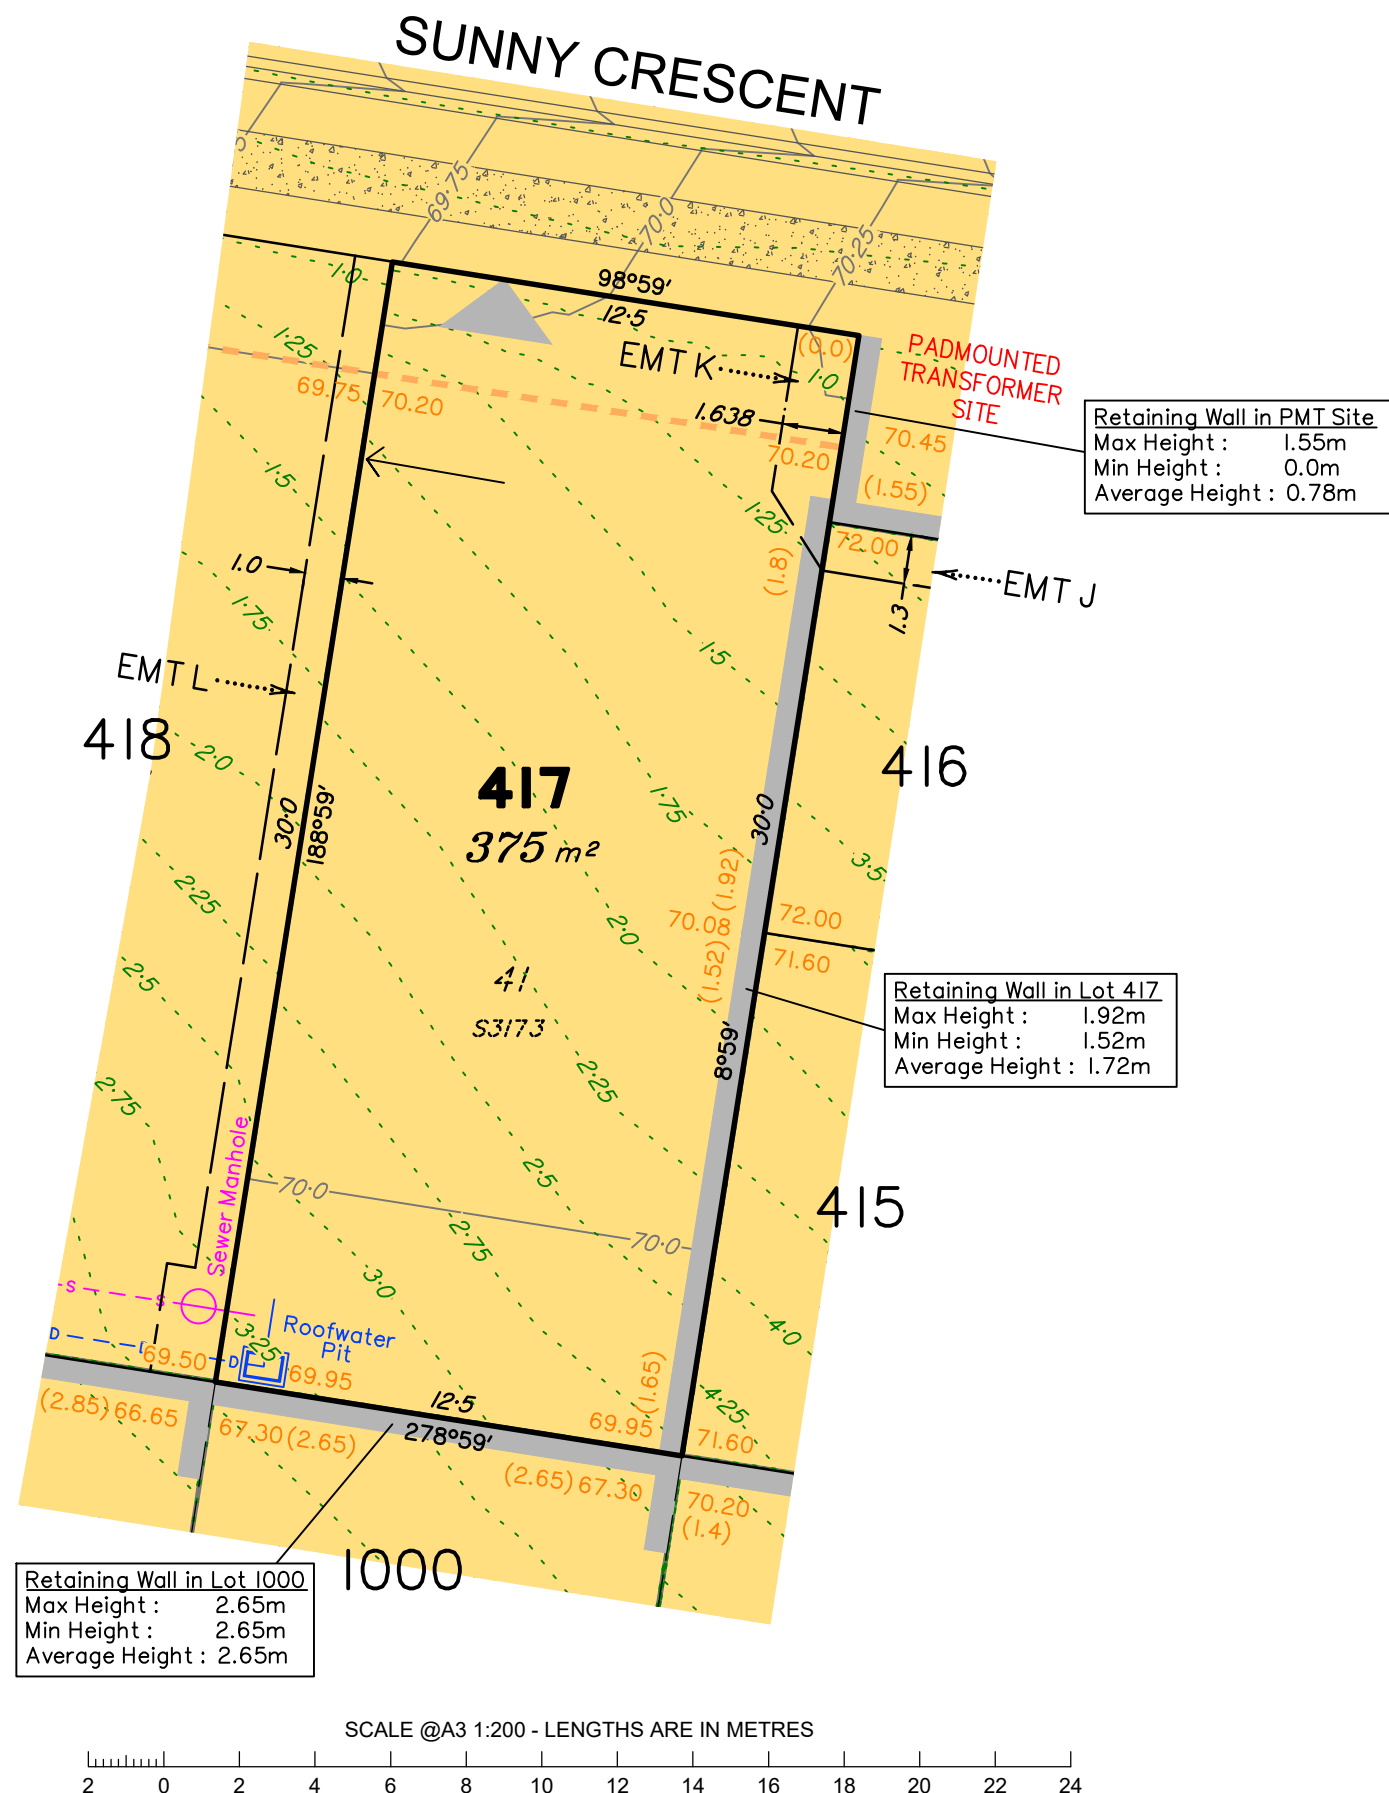 SUNNY CRESCENT
69·75
70·0
70·25
98°59′
12·5
1·0
1·25
69.75
70.20
EMT K
(0.0)
1·0
1.638
70.20
PADMOUNTED
TRANSFORMER
SITE
70.45
(1.55)
Retaining Wall in PMT Site
Max Height : 1.55m
Min Height : 0.0m
Average Height : 0.78m
1·5
1·25
72.00
(1.8)
1.0
EMT J
1.3
1·75
1·5
EMT L
418
2·0
416
417
375 m²
30·0
188°59′
1·75
30·0
3·5
2·25
(1.92)
70.08
72.00
2·0
(1.52)
71.60
2·5
41
S3173
Retaining Wall in Lot 417
Max Height : 1.92m
Min Height : 1.52m
Average Height : 1.72m
8°59′
2·75
2·25
Sewer Manhole
2·5
70·0
415
2·75
70·0
3·0
S
S
4·0
D
3·25
Roofwater
Pit
69.50
D
69.95
(1.65)
4·25
(2.85) 66.65
12·5
69.95
71.60
67.30 (2.65)
278°59′
(2.65) 67.30
70.20
(1.4)
1000
Retaining Wall in Lot 1000
Max Height : 2.65m
Min Height : 2.65m
Average Height : 2.65m
SCALE @A3 1:200 - LENGTHS ARE IN METRES
2 0 2 4 6 8 10 12 14 16 18 20 22 24